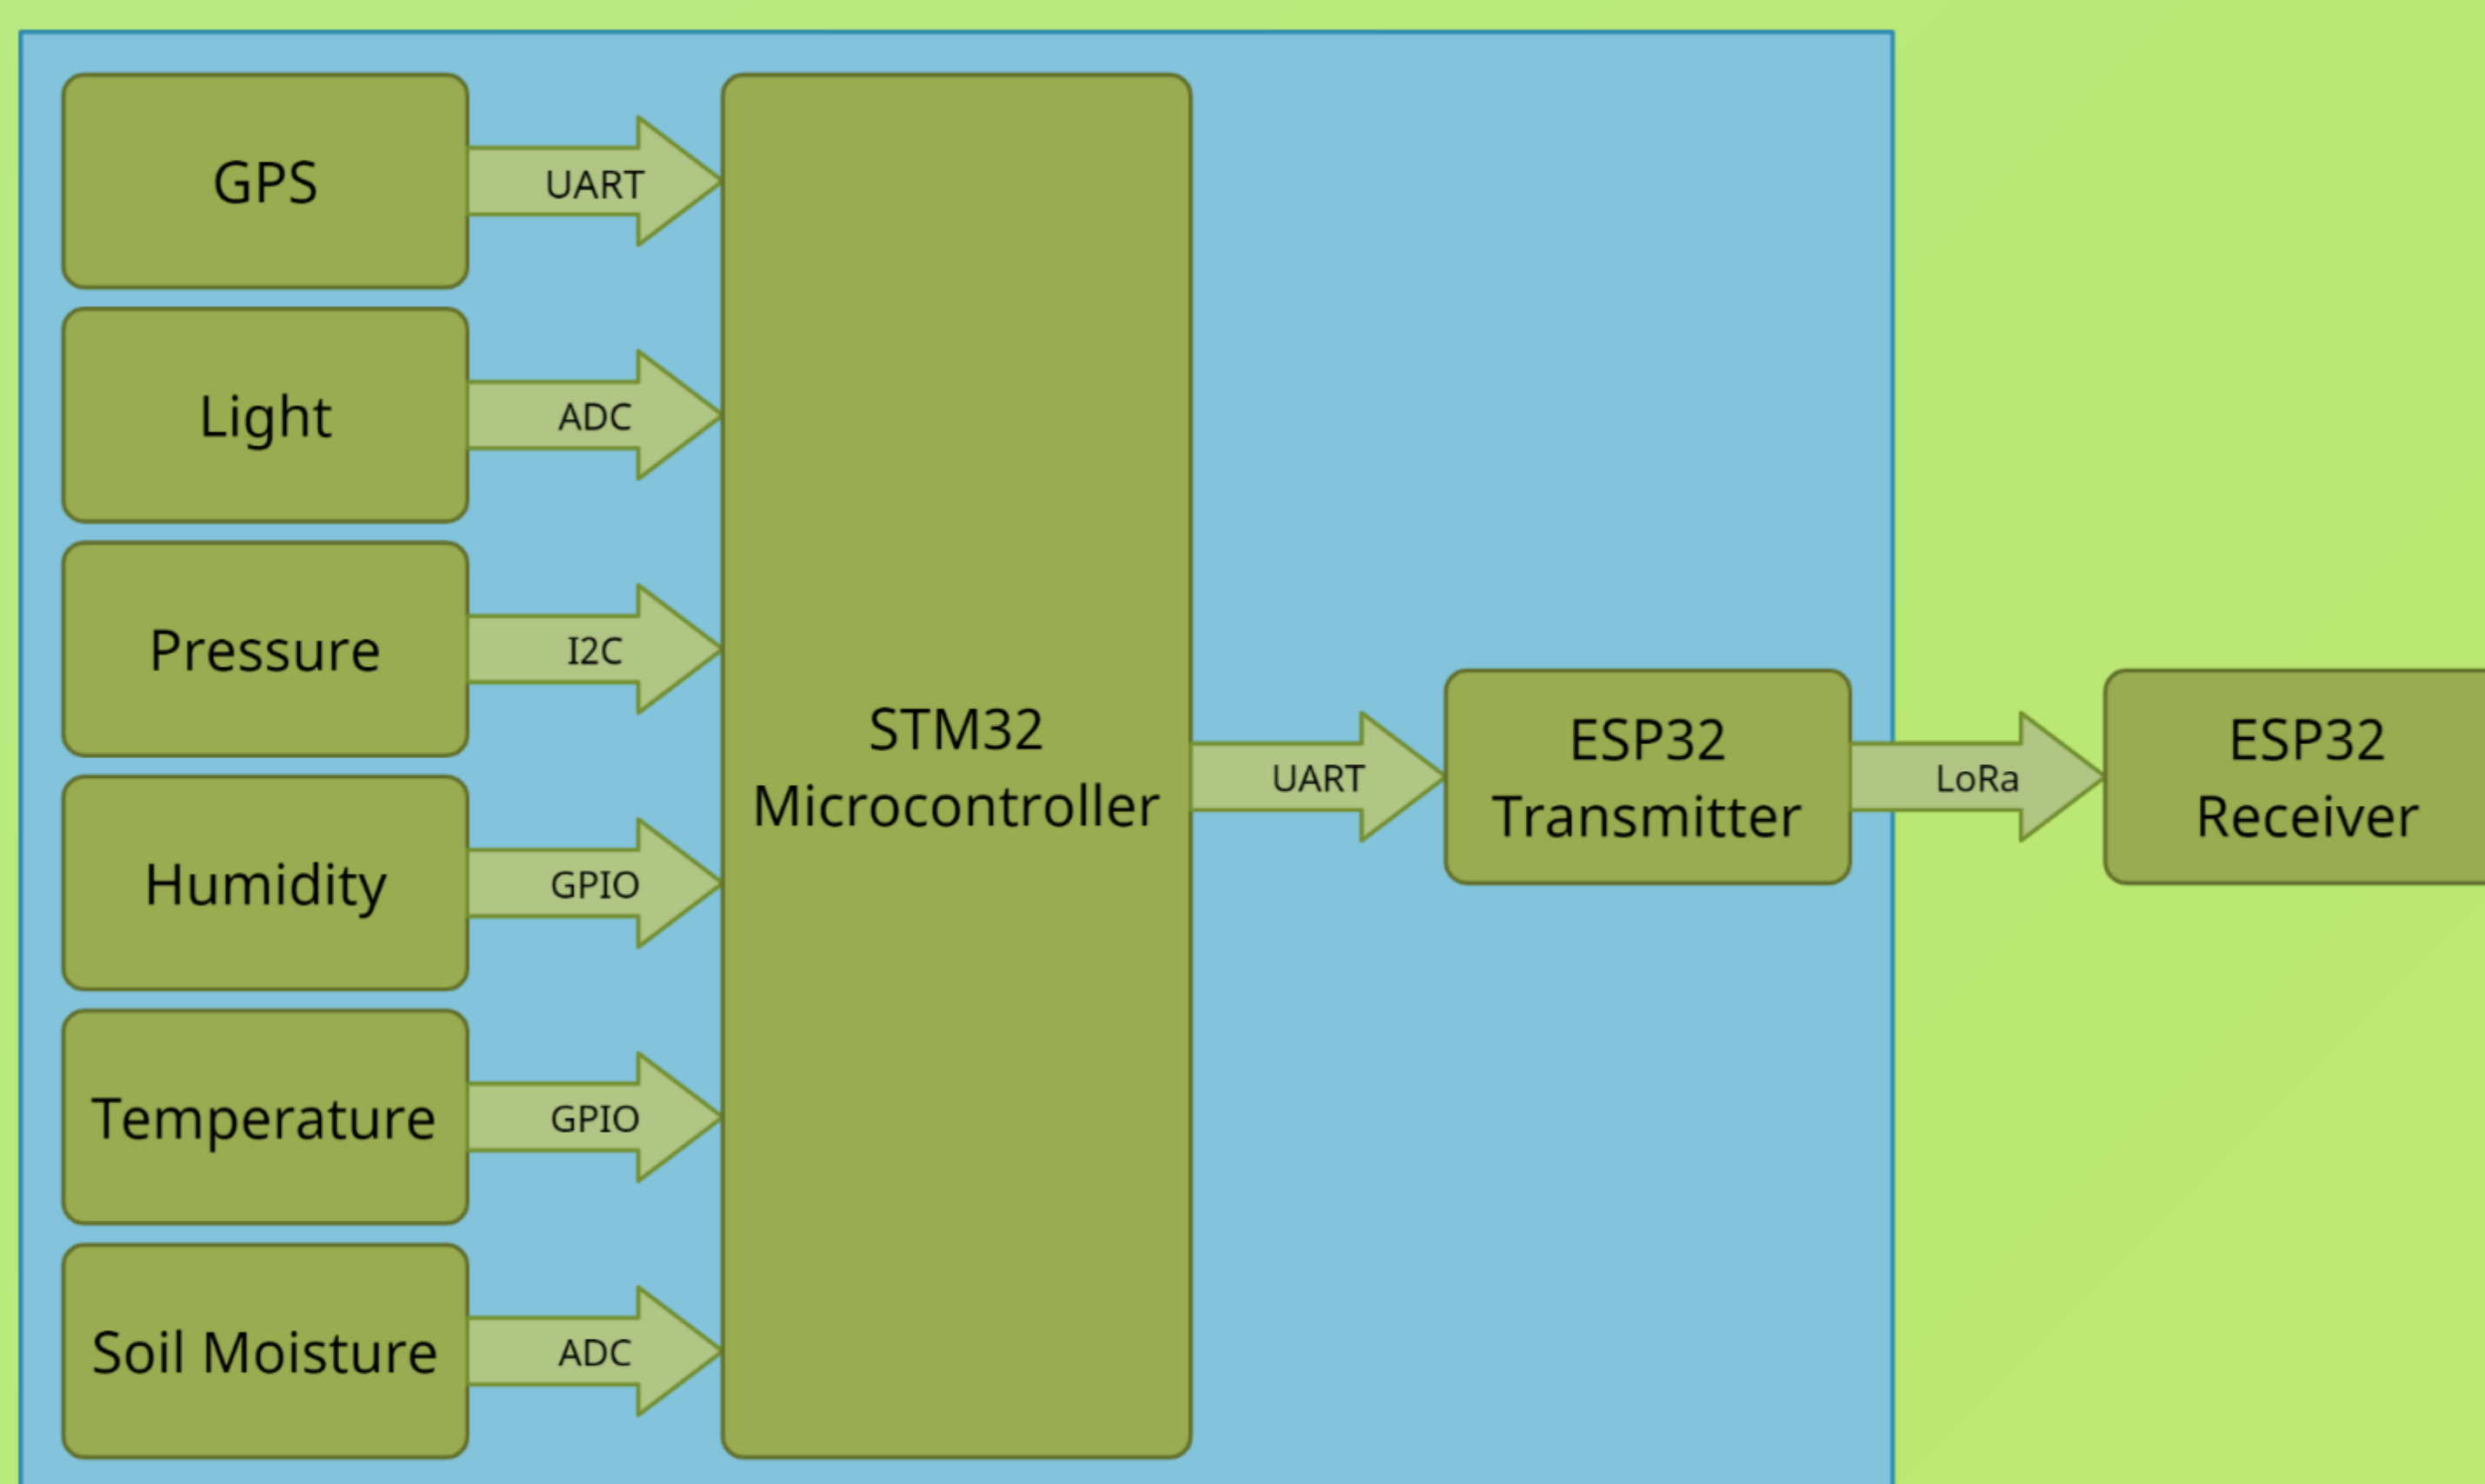 GPS
UART
Light
ADC
Pressure
I2C
STM32
Microcontroller
UART
ESP32
Transmitter
LoRa
ESP32
Receiver
Humidity
GPIO
Temperature
GPIO
Soil Moisture
ADC